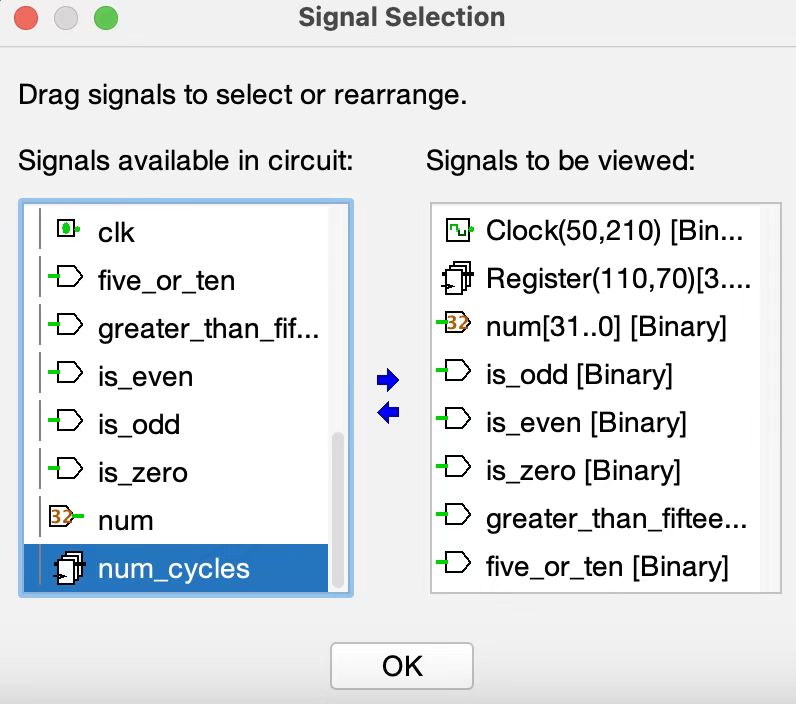 Signal Selection
Drag signals to select or rearrange.
Signals available in circuit:
clk
five_or_ten
greater_than_fif...
is_even
is_odd
is_zero
32 num
num_cycles
Signals to be viewed:
Clock(50,210) [Bin...
Register(110,70)[3....
32 num[31..0] [Binary]
is_odd [Binary]
is_even [Binary]
is_zero [Binary]
greater_than_fiftee...
five_or_ten [Binary]
OK